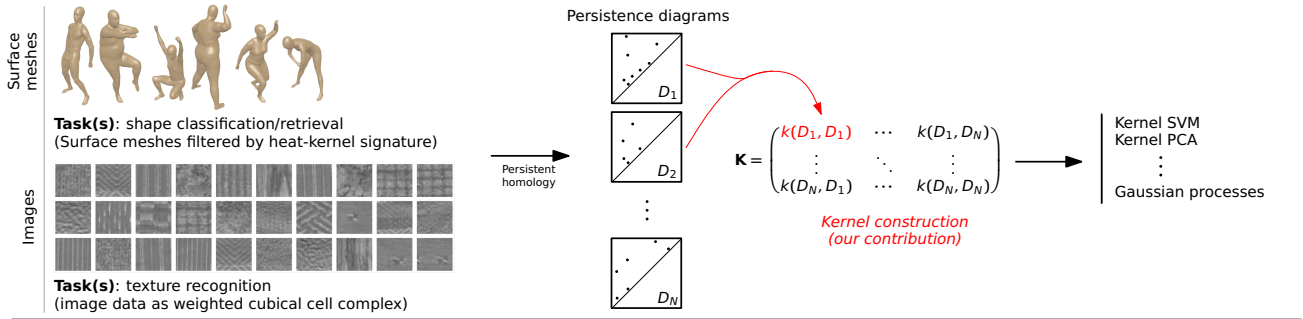 Surface
meshes
Task(s): shape classification/retrieval
(Surface meshes filtered by heat-kernel signature)
Images
Task(s): texture recognition
(image data as weighted cubical cell complex)
Persistent
homology
Persistence diagrams
D1
D2
⋮
DN
K =
k(D1, D1) ⋯ k(D1, DN)
⋮ ⋱ ⋮
k(DN, D1) ⋯ k(DN, DN)
Kernel construction
(our contribution)
Kernel SVM
Kernel PCA
⋮
Gaussian processes